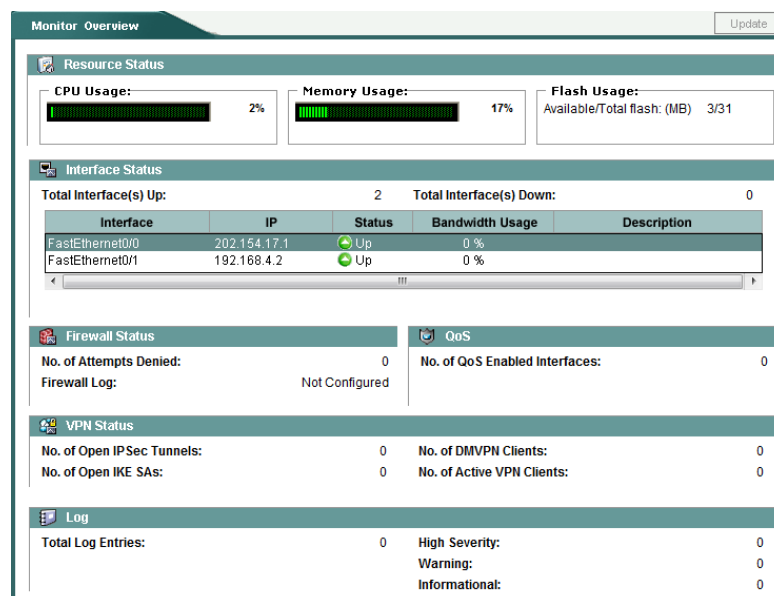 Monitor Overview
Update
Resource Status
CPU Usage:
2%
Memory Usage:
17%
Flash Usage:
Available/Total flash: (MB) 3/31
Interface Status
Total Interface(s) Up: 2 Total Interface(s) Down: 0
Interface IP Status Bandwidth Usage Description
FastEthernet0/0 202.154.17.1 Up 0 %
FastEthernet0/1 192.168.4.2 Up 0 %
Firewall Status
No. of Attempts Denied: 0
Firewall Log: Not Configured
QoS
No. of QoS Enabled Interfaces: 0
VPN Status
No. of Open IPSec Tunnels: 0 No. of DMVPN Clients: 0
No. of Open IKE SAs: 0 No. of Active VPN Clients: 0
Log
Total Log Entries: 0 High Severity: 0
Warning: 0
Informational: 0